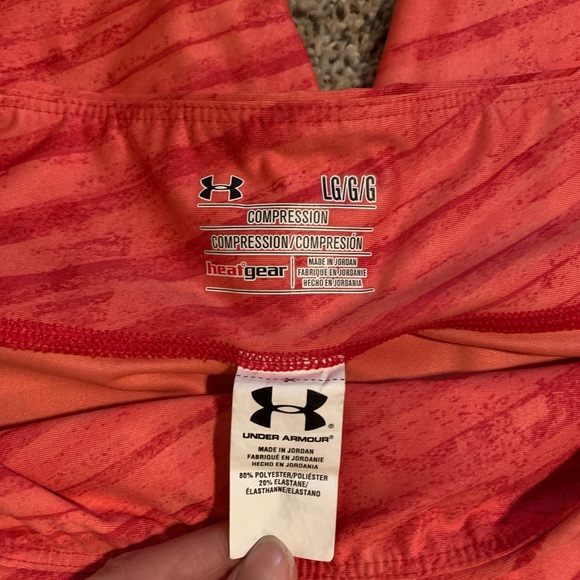 LG/G/G
COMPRESSION
COMPRESSION/COMPRESIÓN
heatgear
MADE IN JORDAN
FABRIQUÉ EN JORDANIE
HECHO EN JORDANIA
UNDER ARMOUR®
MADE IN JORDAN
FABRIQUÉ EN JORDANIE
HECHO EN JORDANIA
80% POLYESTER/POLIÉSTER
20% ELASTANE/
ÉLASTHANNE/ELASTANO